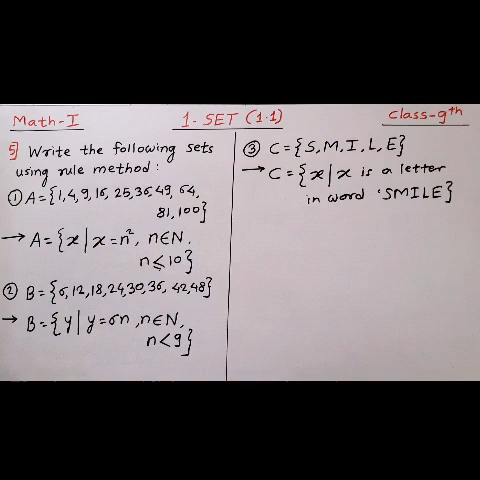 Math-I
1. SET (1.1)
Class-9th
5] Write the following sets
using rule method:
① A={1,4,9,16,25,36,49,64,
81,100}
→ A={x|x=n², n∈N,
n≤10}
② B={6,12,18,24,30,36,42,48}
→ B={y|y=6n,n∈N,
n<9}
③ C={S,M,I,L,E}
→ C={x|x is a letter
in word 'SMILE}